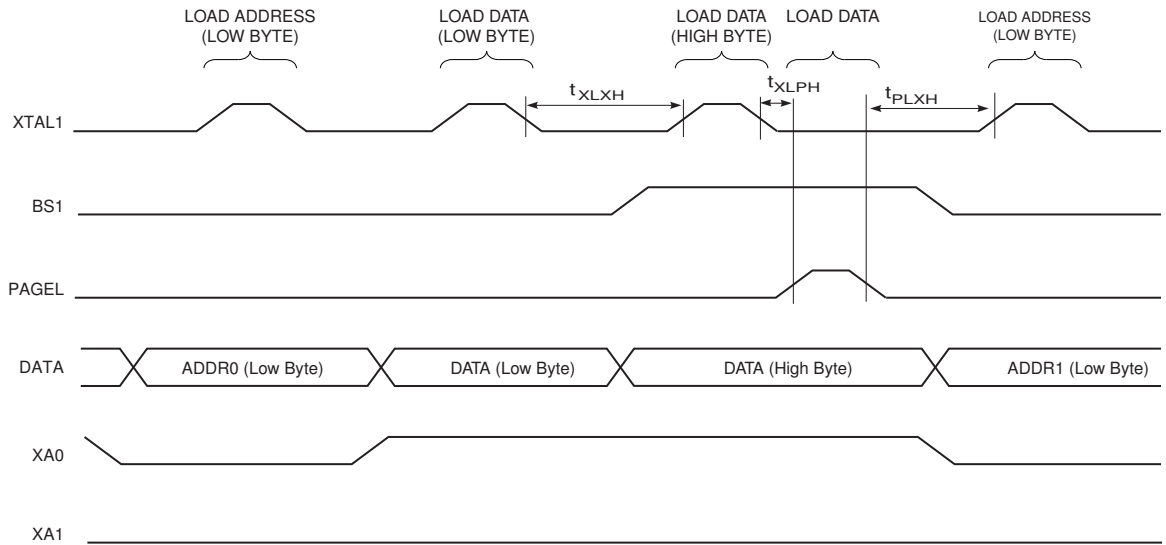 LOAD ADDRESS
(LOW BYTE)
LOAD DATA
(LOW BYTE)
LOAD DATA
(HIGH BYTE)
LOAD DATA
LOAD ADDRESS
(LOW BYTE)
tXLXH
tXLPH
tPLXH
XTAL1
BS1
PAGEL
DATA
ADDR0 (Low Byte)
DATA (Low Byte)
DATA (High Byte)
ADDR1 (Low Byte)
XA0
XA1